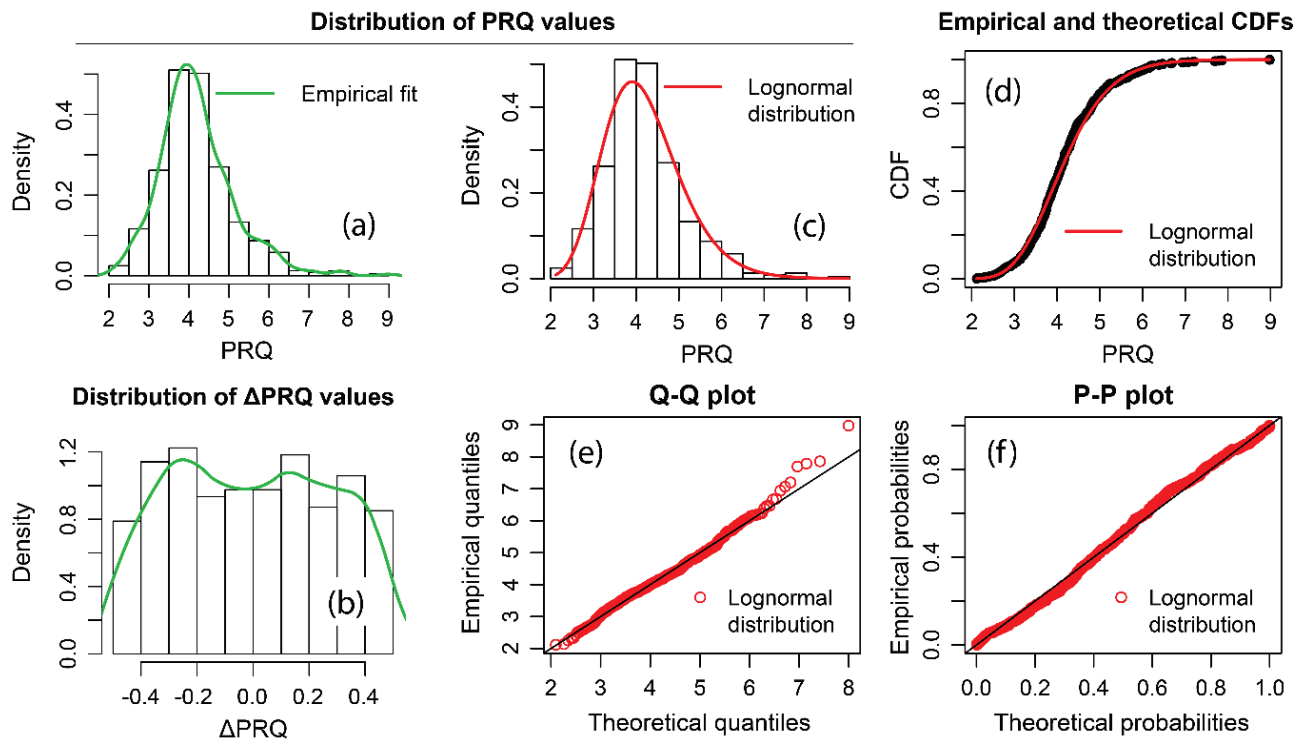 Distribution of PRQ values
Empirical and theoretical CDFs
Density
0.0 0.2 0.4
Empirical fit
(a)
2 3 4 5 6 7 8 9
PRQ
Density
0.0 0.2 0.4
Lognormal
distribution
(c)
2 3 4 5 6 7 8 9
PRQ
CDF
0.0 0.4 0.8
(d)
Lognormal
distribution
2 3 4 5 6 7 8 9
PRQ
Distribution of ΔPRQ values
Density
0.0 0.4 0.8 1.2
(b)
-0.4 -0.2 0.0 0.2 0.4
ΔPRQ
Q-Q plot
Empirical quantiles
2 3 4 5 6 7 8 9
(e)
Lognormal
distribution
2 3 4 5 6 7 8
Theoretical quantiles
P-P plot
Empirical probabilities
0.0 0.4 0.8
(f)
Lognormal
distribution
0.0 0.2 0.4 0.6 0.8 1.0
Theoretical probabilities